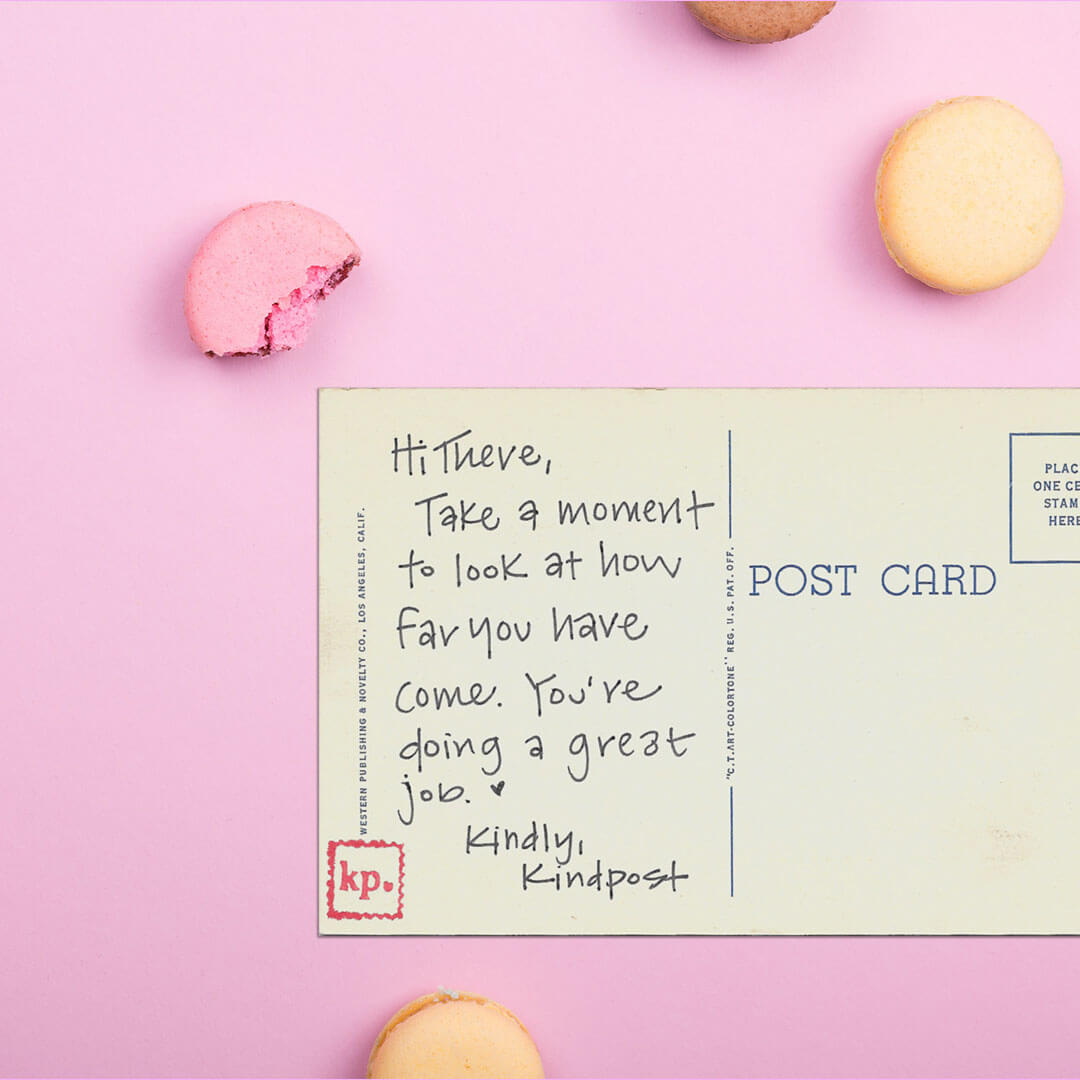 Hi There,
Take a moment
to look at how
far you have
come. You're
doing a great
job. ♥
Kindly,
Kindpost
kp.
WESTERN PUBLISHING & NOVELTY CO., LOS ANGELES, CALIF.
"C.T. ART-COLORTONE" REG. U.S. PAT. OFF.
POST CARD
PLAC
ONE CE
STAM
HERE